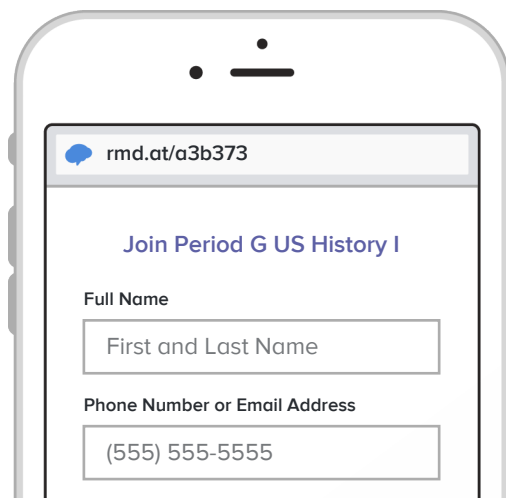 rmd.at/a3b373
Join Period G US History I
Full Name
First and Last Name
Phone Number or Email Address
(555) 555-5555